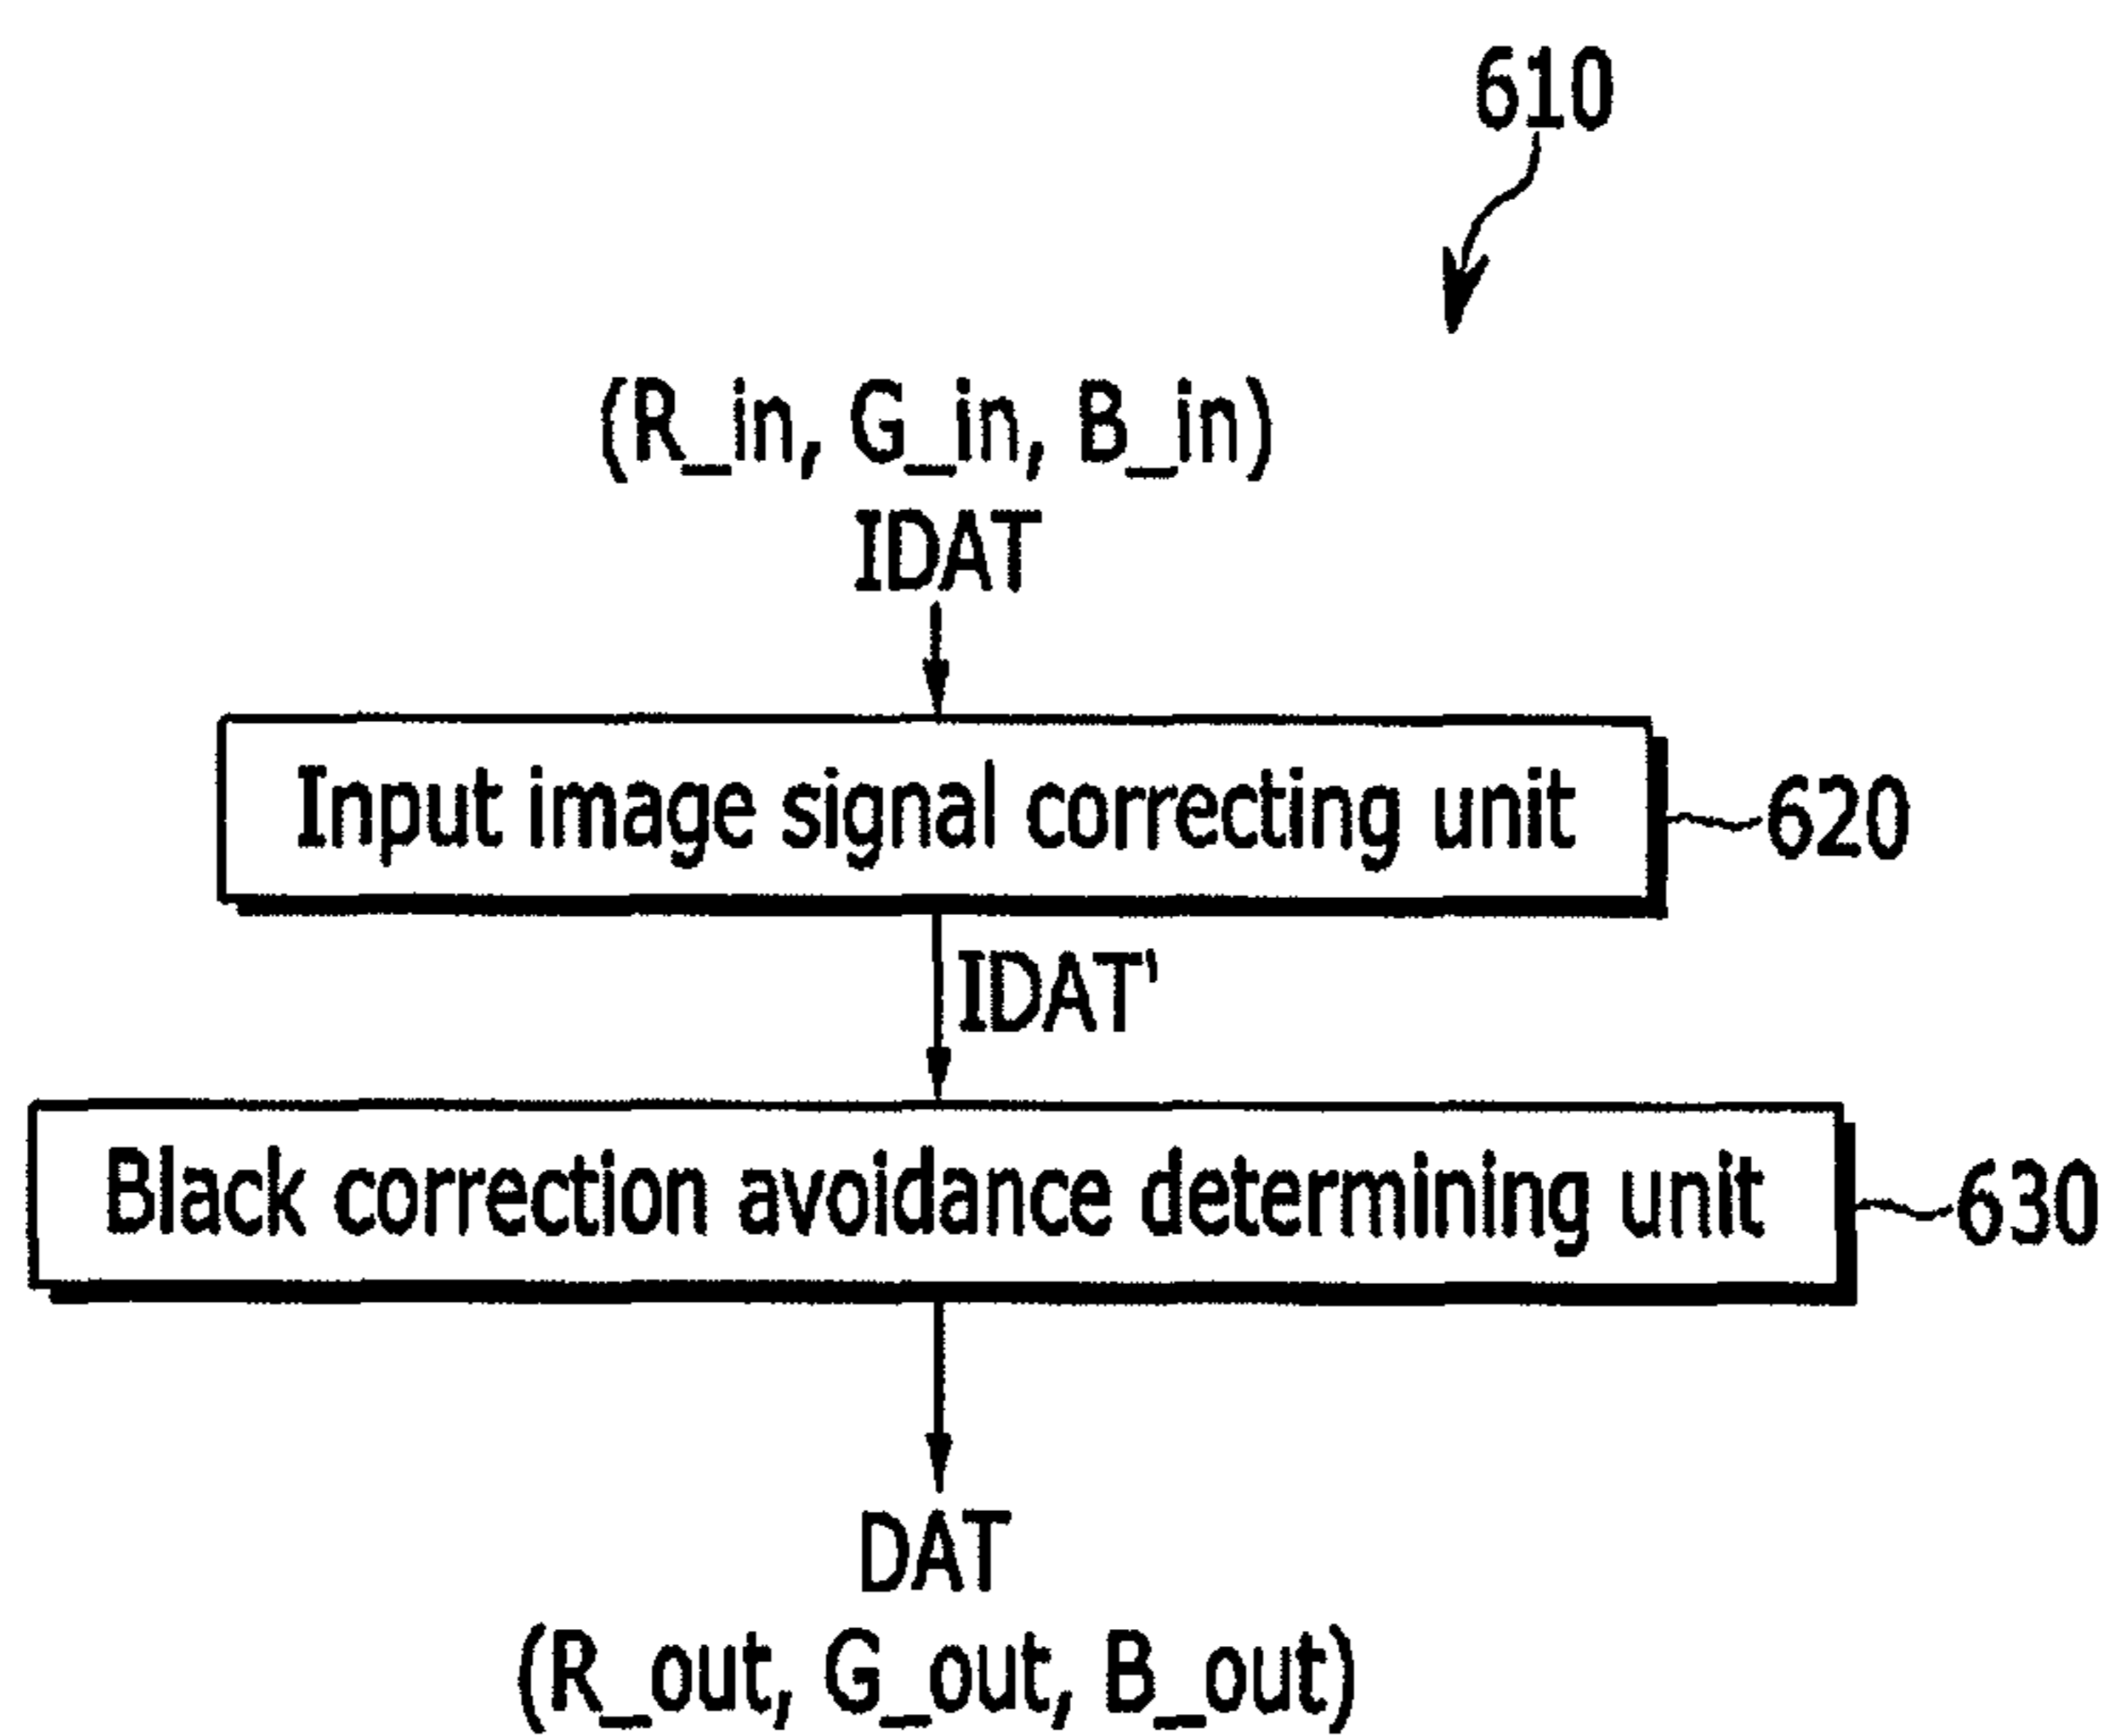 610
(R_in, G_in, B_in)
IDAT
Input image signal correcting unit
620
IDAT'
Black correction avoidance determining unit
630
DAT
(R_out, G_out, B_out)